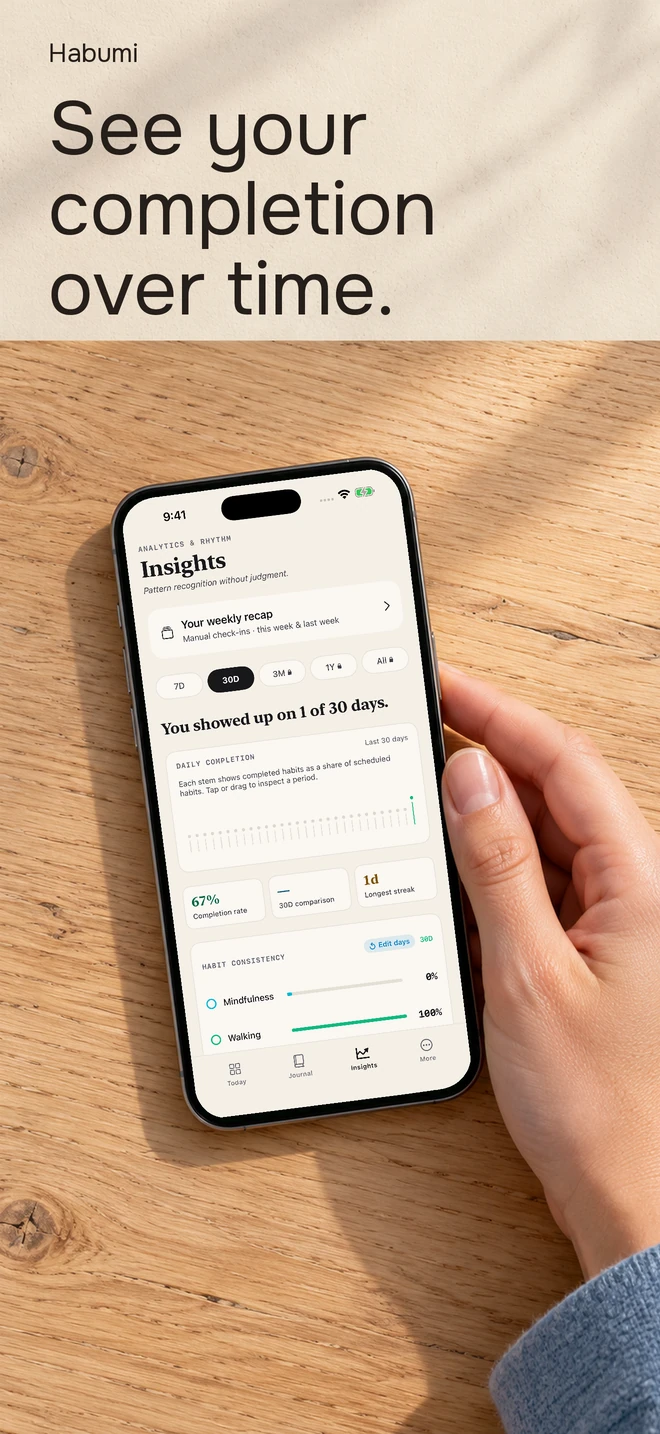 Habumi
See your
completion
over time.
9:41
ANALYTICS & RHYTHM
Insights
Pattern recognition without judgment.
Your weekly recap
Manual check-ins · this week & last week
7D
30D
3M
1Y
All
You showed up on 1 of 30 days.
DAILY COMPLETION
Last 30 days
Each stem shows completed habits as a share of scheduled
habits. Tap or drag to inspect a period.
67%
Completion rate
—
30D comparison
1d
Longest streak
HABIT CONSISTENCY
Edit days
30D
Mindfulness
0%
Walking
100%
Today
Journal
Insights
More